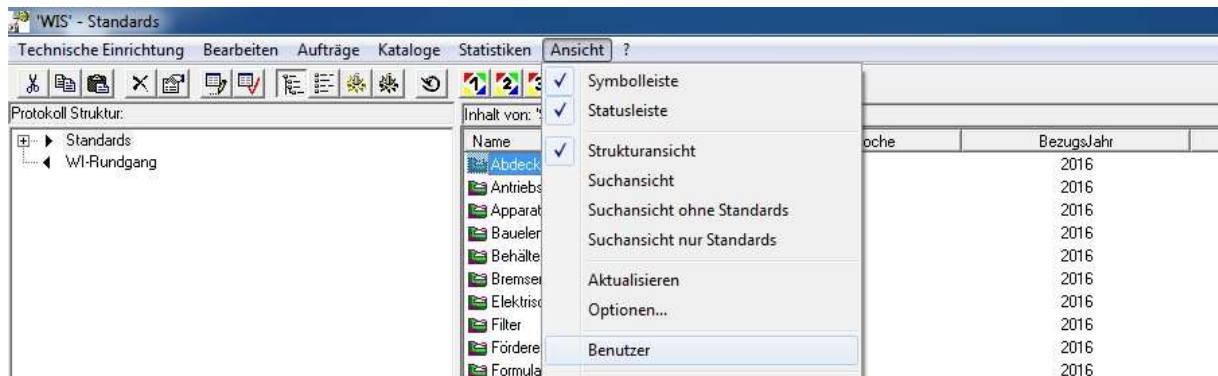 'WIS' - Standards
Technische Einrichtung Bearbeiten Aufträge Kataloge Statistiken Ansicht ?
Protokoll Struktur:
Standards
WI-Rundgang
Inhalt von:
Name oche BezugsJahr
Abdeck 2016
Antriebs 2016
Apparat 2016
Bauelem 2016
Behälte 2016
Bremse 2016
Elektris 2016
Filter 2016
Fördere 2016
Formula 2016
Symbolleiste
Statusleiste
Strukturansicht
Suchansicht
Suchansicht ohne Standards
Suchansicht nur Standards
Aktualisieren
Optionen...
Benutzer